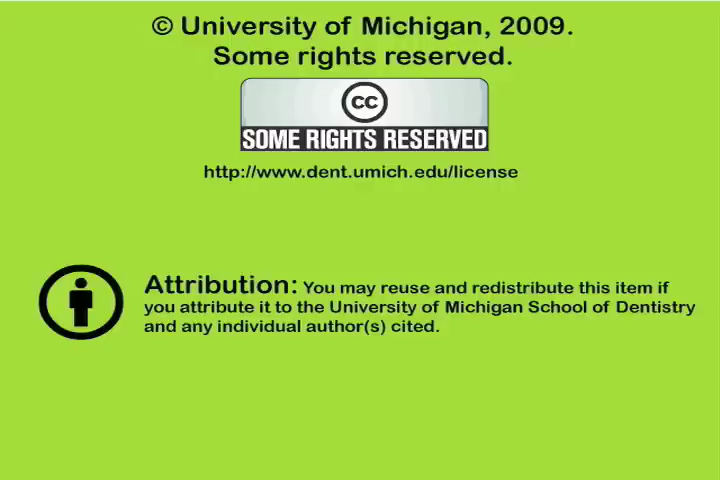 © University of Michigan, 2009.
Some rights reserved.
cc
SOME RIGHTS RESERVED
http://www.dent.umich.edu/license
Attribution: You may reuse and redistribute this item if
you attribute it to the University of Michigan School of Dentistry
and any individual author(s) cited.